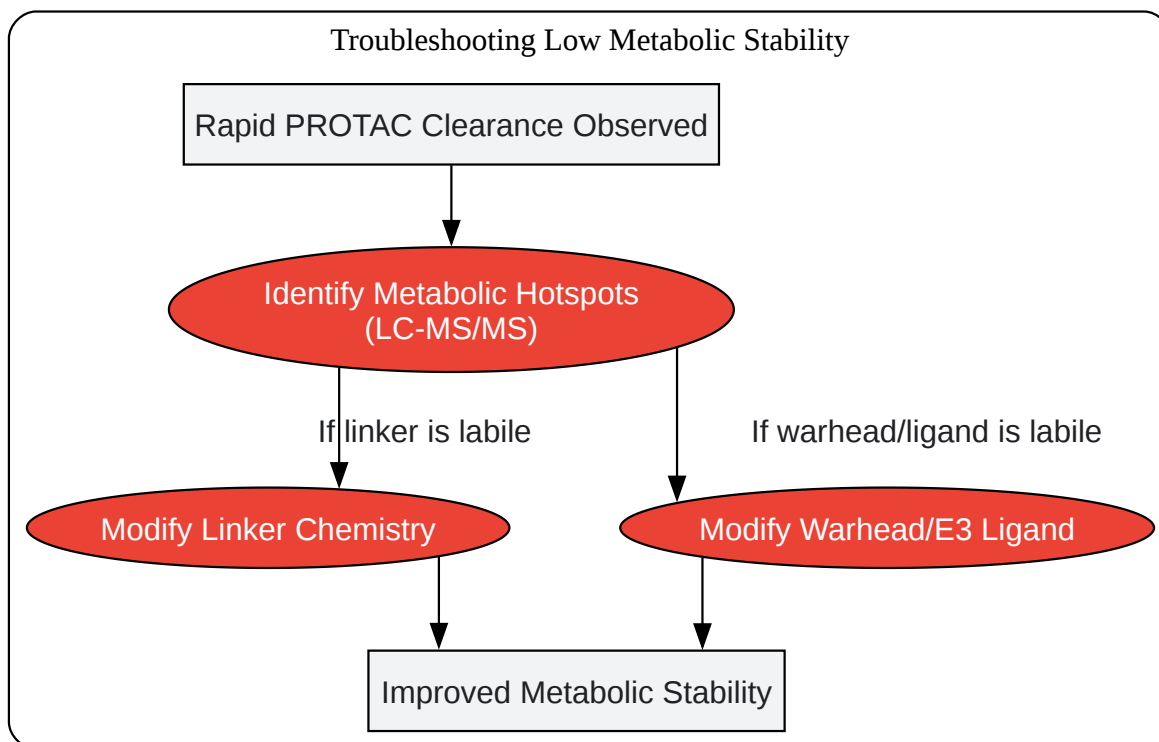 Troubleshooting Low Metabolic Stability
Rapid PROTAC Clearance Observed
Identify Metabolic Hotspots
(LC-MS/MS)
If linker is labile
If warhead/ligand is labile
Modify Linker Chemistry
Modify Warhead/E3 Ligand
Improved Metabolic Stability